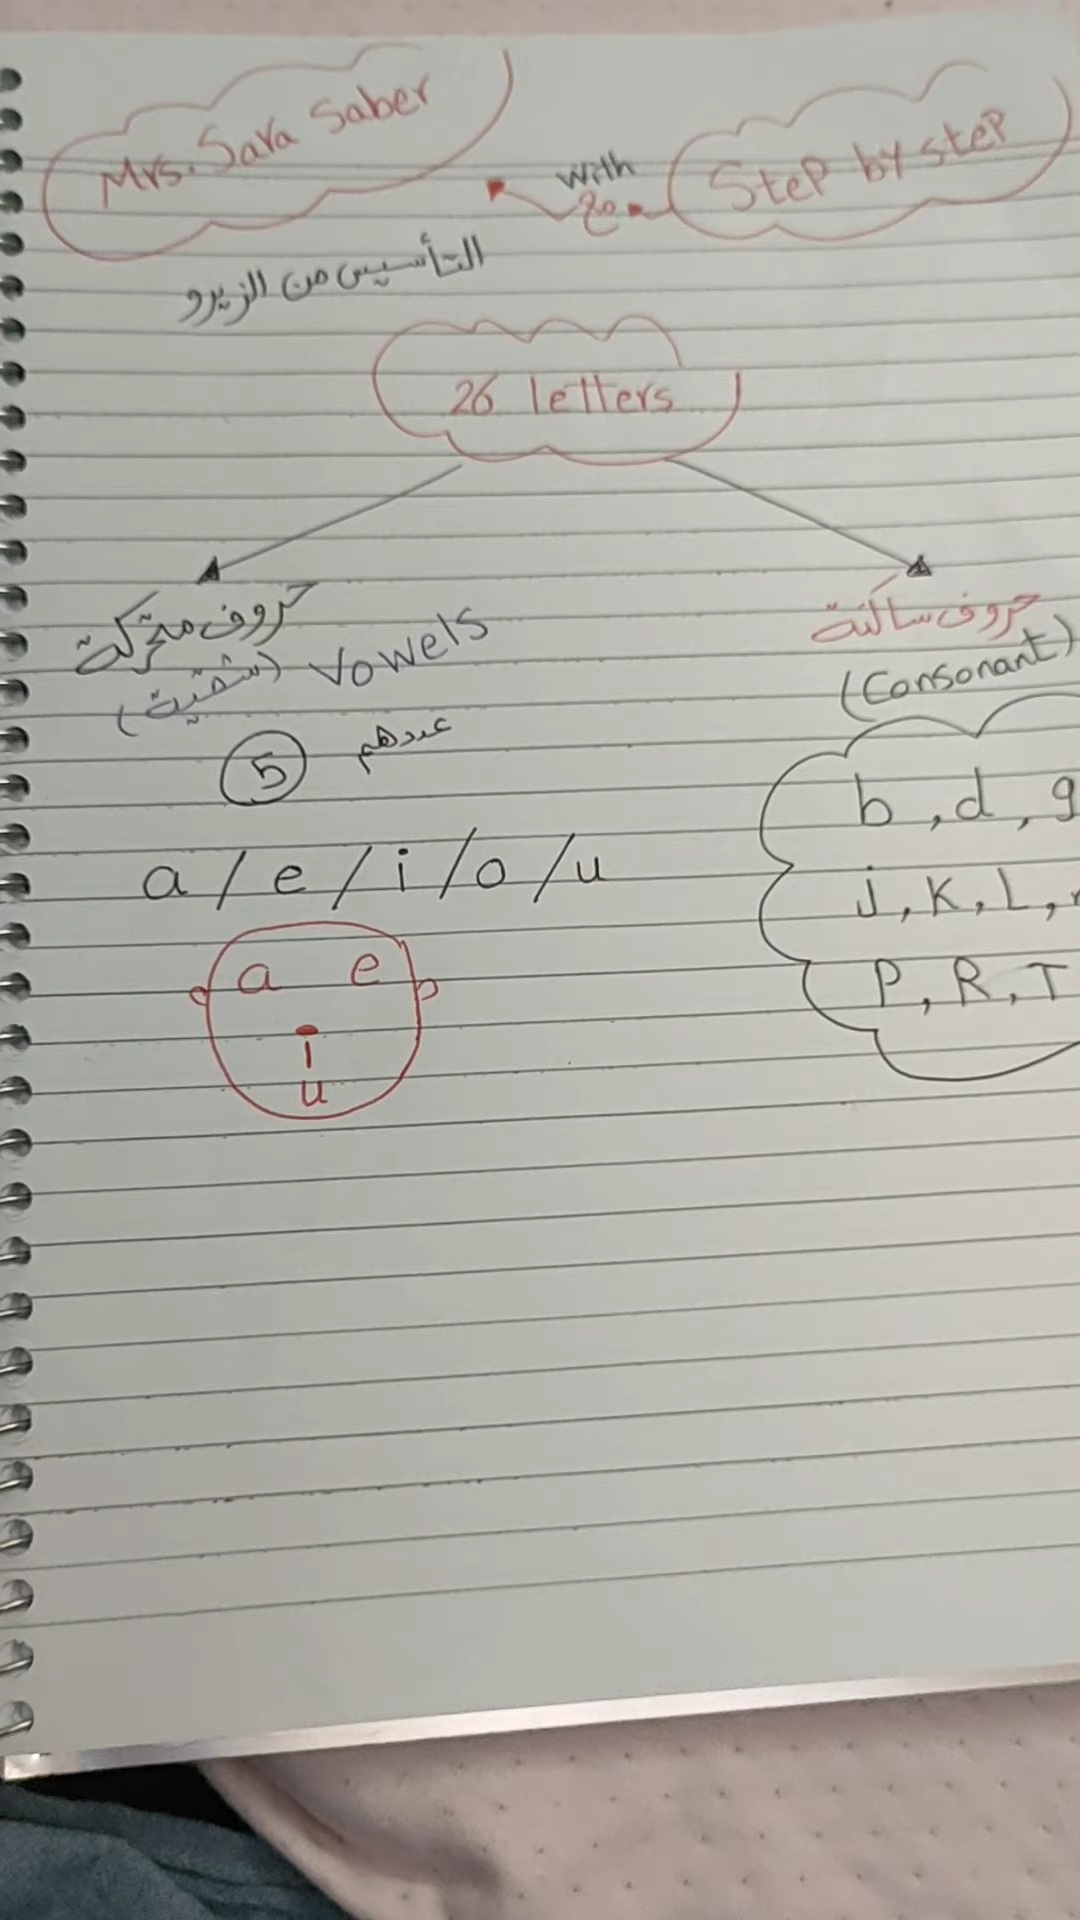 Mrs. Sara Saber
with
مع
Step by step
التأسيس من الزيرو
26 letters
حروف متحركة
(شفتية) Vowels
5 عددهم
a / e / i / o / u
a e
i
u
حروف ساكنة
(Consonant)
b , d , g
j , K , L ,
P , R , T